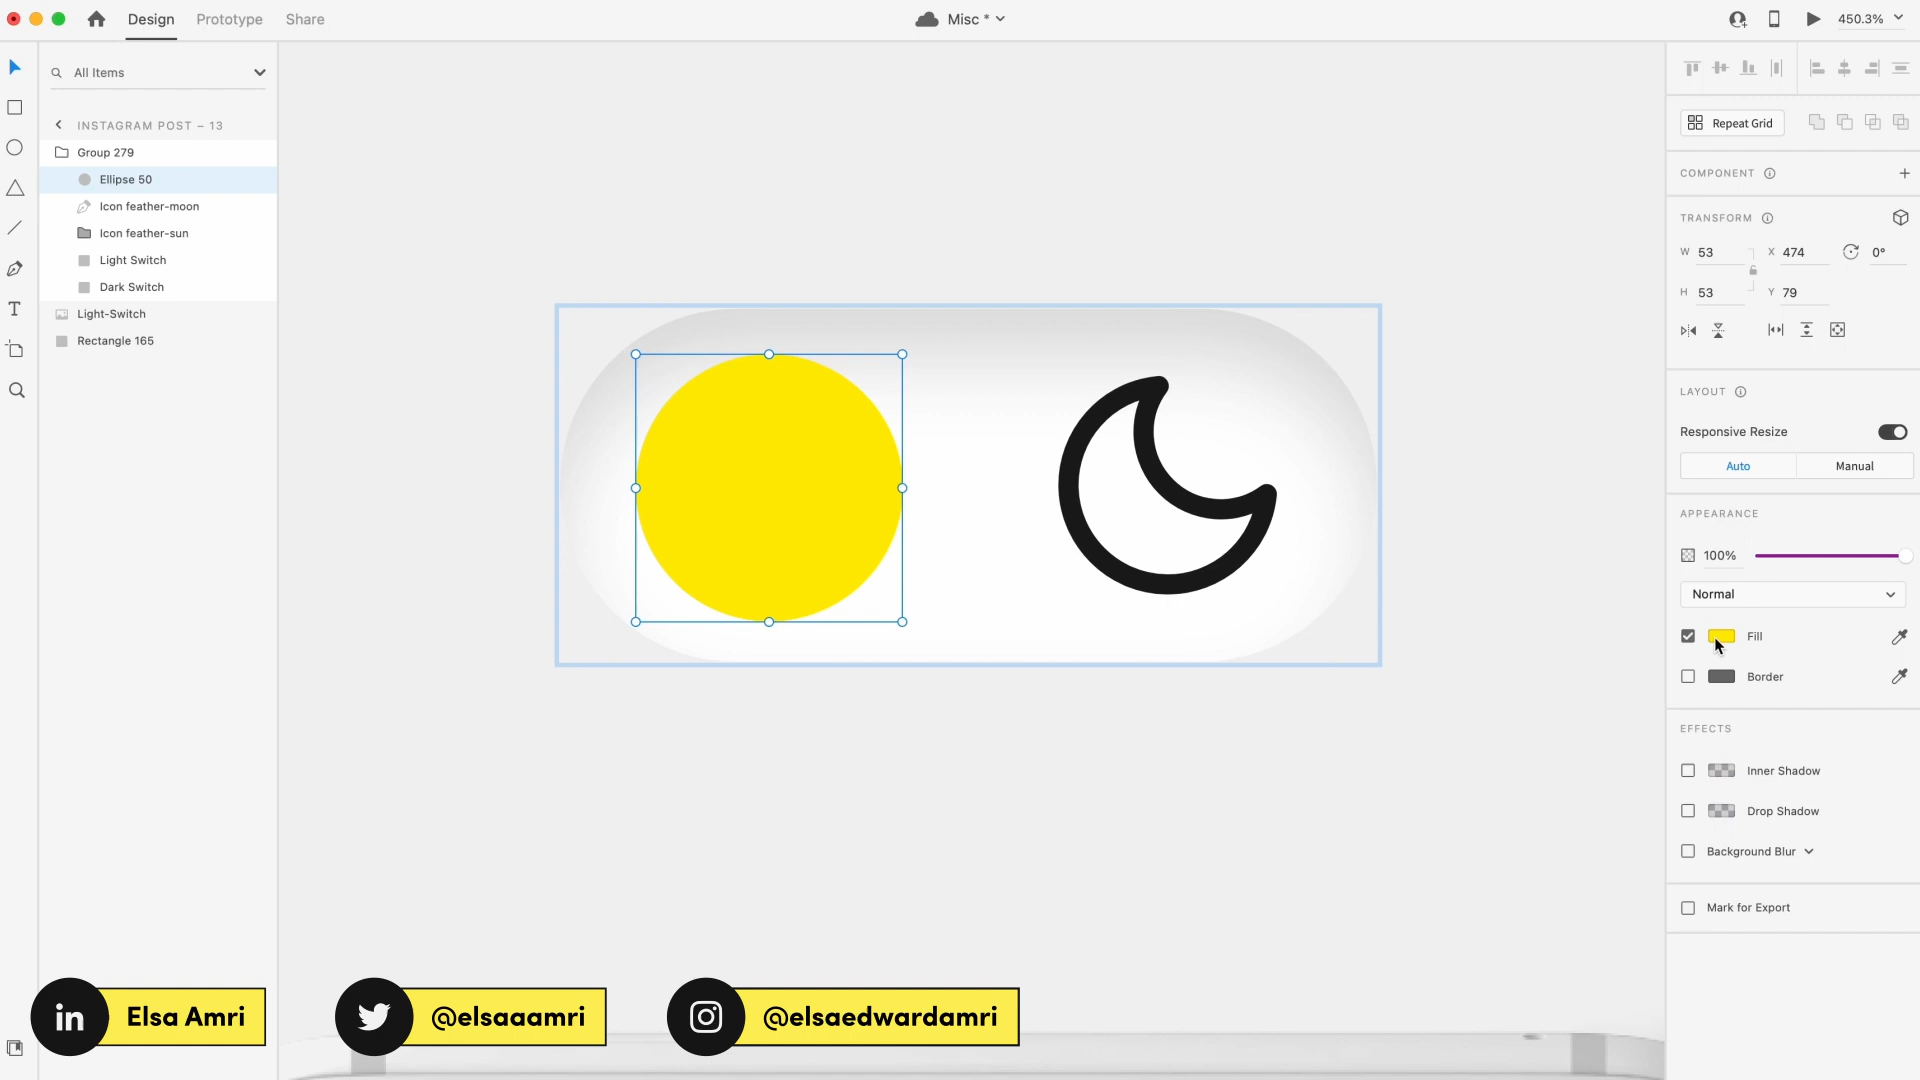 Design
Prototype
Share
Misc *
450.3%
All Items
INSTAGRAM POST – 13
Group 279
Ellipse 50
Icon feather-moon
Icon feather-sun
Light Switch
Dark Switch
Light-Switch
Rectangle 165
Repeat Grid
COMPONENT
TRANSFORM
W 53
X 474
0°
H 53
Y 79
LAYOUT
Responsive Resize
Auto
Manual
APPEARANCE
100%
Normal
Fill
Border
EFFECTS
Inner Shadow
Drop Shadow
Background Blur
Mark for Export
in Elsa Amri
@elsaaamri
@elsaedwardamri